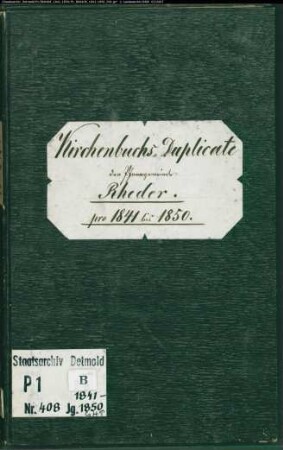 Kirchenbuchs-Duplicate
der Pfarrgemeinde
Rheder.
pro 1841 bis 1850.
Staatsarchiv Detmold
P1
B
1841-
Nr. 408 Jg. 1850